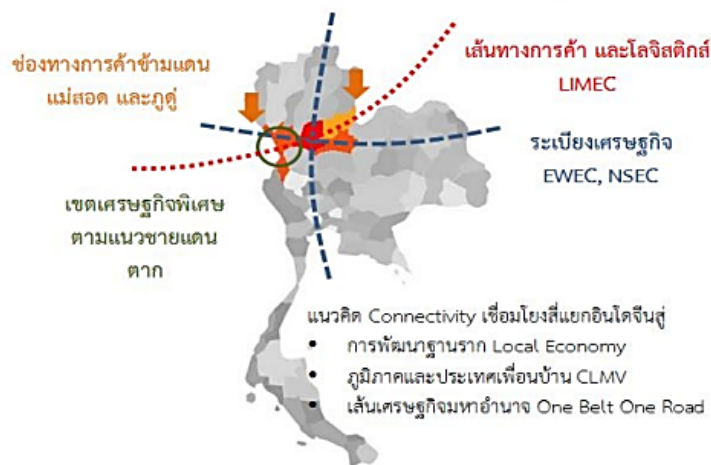 ช่องทางการค้าข้ามแดน
แม่สอด และภูดู่
เส้นทางการค้า และโลจิสติกส์
LIMEC
ระเบียงเศรษฐกิจ
EWEC, NSEC
เขตเศรษฐกิจพิเศษ
ตามแนวชายแดน
ตาก
แนวคิด Connectivity เชื่อมโยงสี่แยกอินโดจีนสู่
• การพัฒนาฐานราก Local Economy
• ภูมิภาคและประเทศเพื่อนบ้าน CLMV
• เส้นเศรษฐกิจมหาอำนาจ One Belt One Road